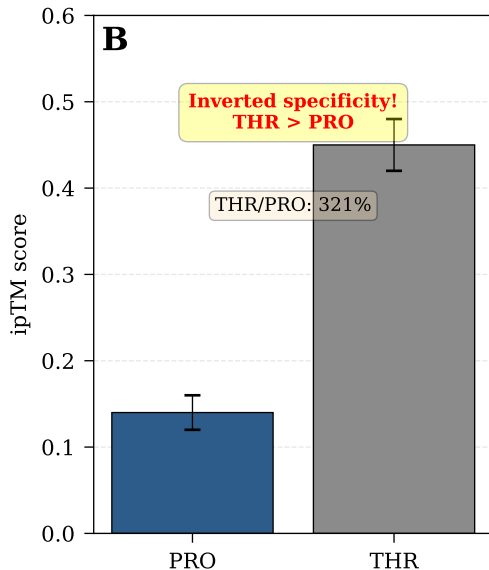 B
Inverted specificity!
THR > PRO
THR/PRO: 321%
ipTM score
0.6
0.5
0.4
0.3
0.2
0.1
0.0
PRO
THR